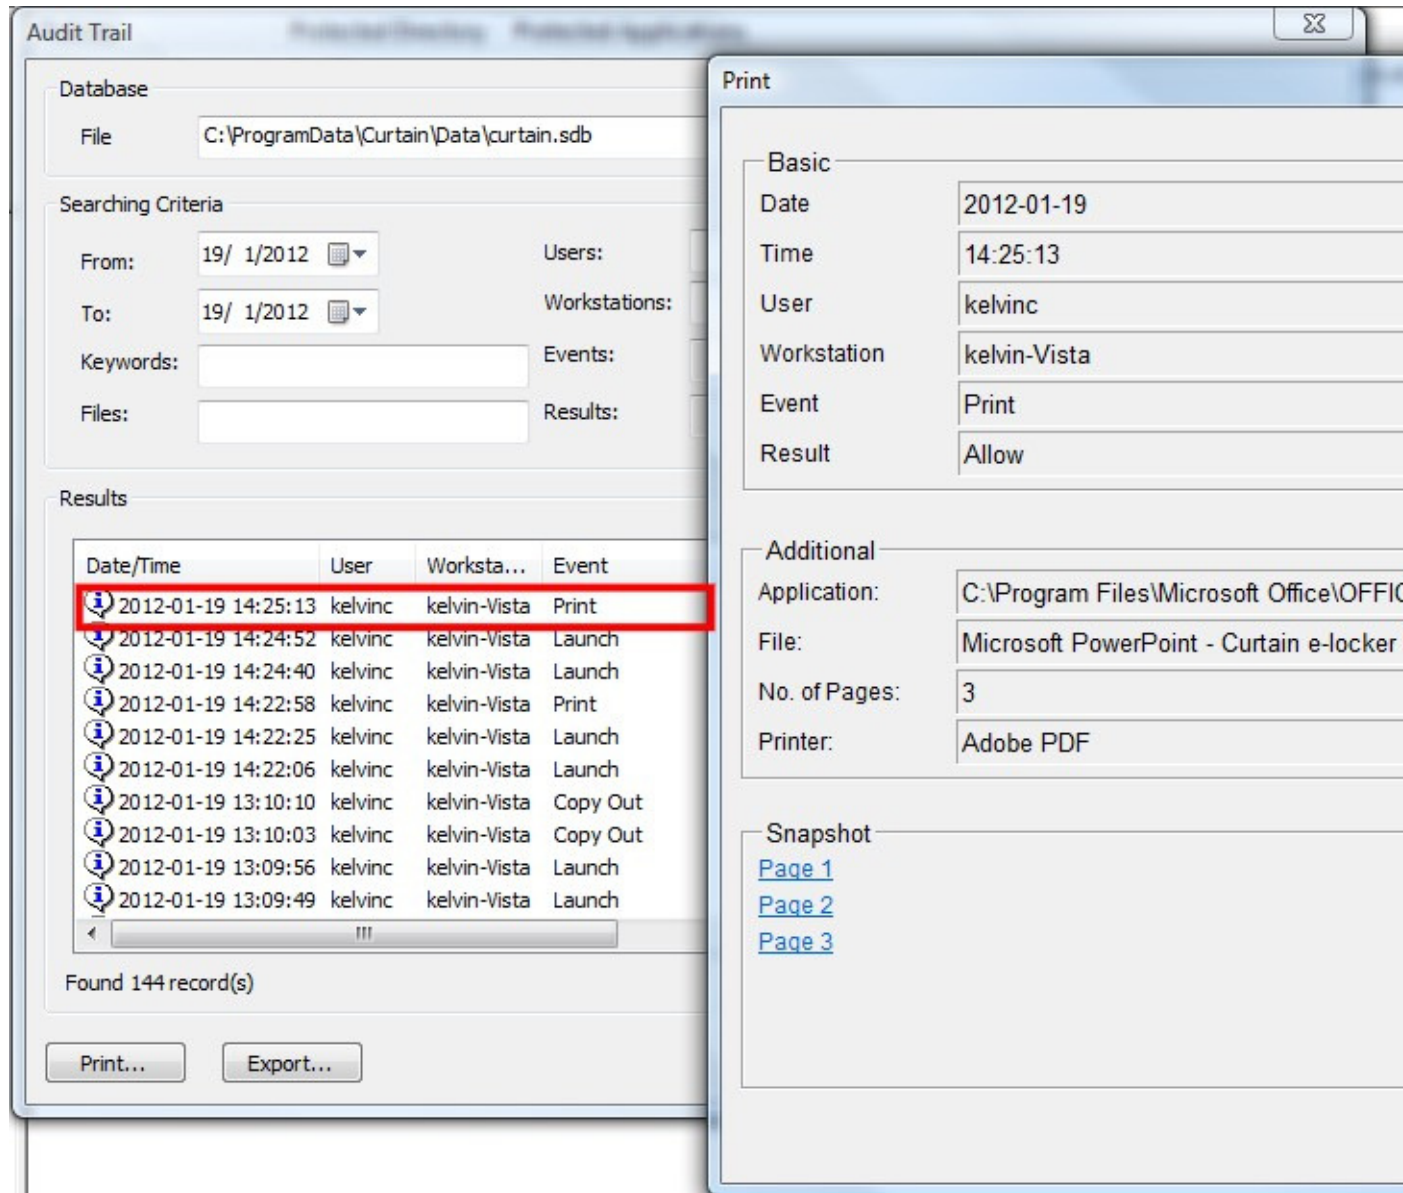 Audit Trail
Database
File C:\ProgramData\Curtain\Data\curtain.sdb
Searching Criteria
From: 19/ 1/2012 Users:
To: 19/ 1/2012 Workstations:
Keywords: Events:
Files: Results:
Results
Date/Time User Worksta... Event
2012-01-19 14:25:13 kelvinc kelvin-Vista Print
2012-01-19 14:24:52 kelvinc kelvin-Vista Launch
2012-01-19 14:24:40 kelvinc kelvin-Vista Launch
2012-01-19 14:22:58 kelvinc kelvin-Vista Print
2012-01-19 14:22:25 kelvinc kelvin-Vista Launch
2012-01-19 14:22:06 kelvinc kelvin-Vista Launch
2012-01-19 13:10:10 kelvinc kelvin-Vista Copy Out
2012-01-19 13:10:03 kelvinc kelvin-Vista Copy Out
2012-01-19 13:09:56 kelvinc kelvin-Vista Launch
2012-01-19 13:09:49 kelvinc kelvin-Vista Launch
Found 144 record(s)
Print... Export...
Print
Basic
Date 2012-01-19
Time 14:25:13
User kelvinc
Workstation kelvin-Vista
Event Print
Result Allow
Additional
Application: C:\Program Files\Microsoft Office\OFFIC
File: Microsoft PowerPoint - Curtain e-locker
No. of Pages: 3
Printer: Adobe PDF
Snapshot
Page 1
Page 2
Page 3